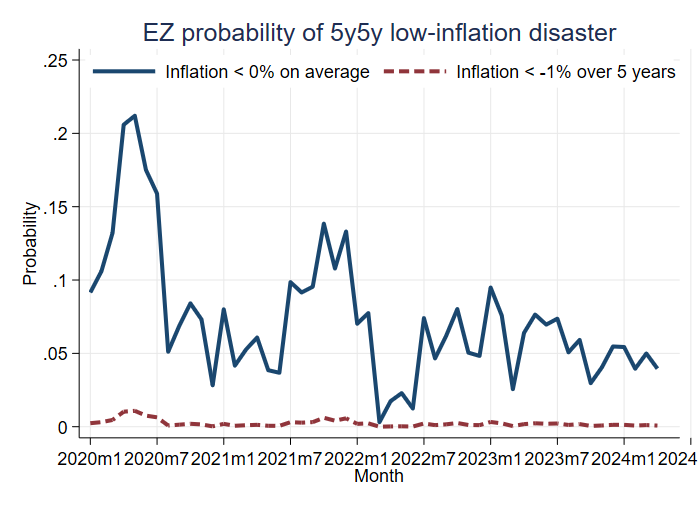 EZ probability of 5y5y low-inflation disaster
Inflation < 0% on average
Inflation < -1% over 5 years
.25
.2
.15
.1
.05
0
Probability
2020m1 2020m7 2021m1 2021m7 2022m1 2022m7 2023m1 2023m7 2024m1 2024
Month